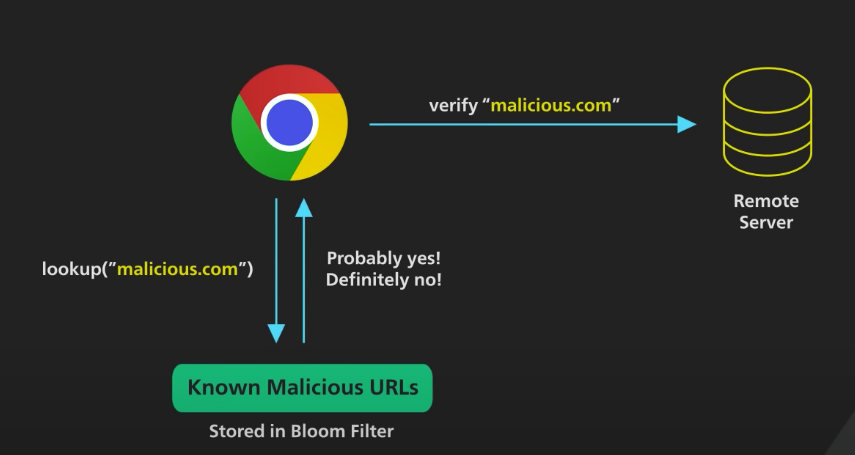 verify “malicious.com”
Remote
Server
lookup(”malicious.com”)
Probably yes!
Definitely no!
Known Malicious URLs
Stored in Bloom Filter